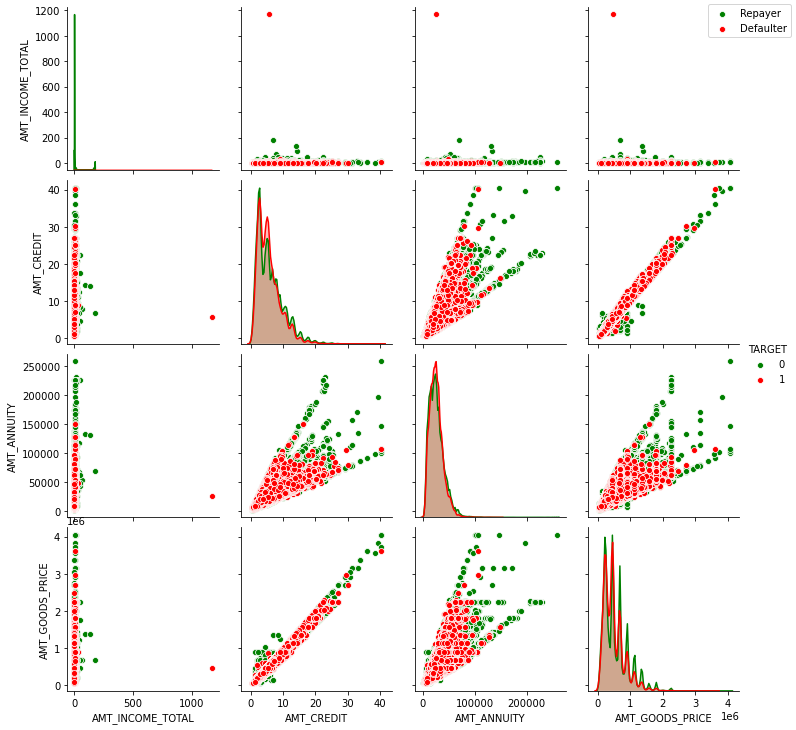 1200
1000
800
600
400
200
0
AMT_INCOME_TOTAL
Repayer
Defaulter
40
30
20
10
0
AMT_CREDIT
250000
200000
150000
100000
50000
0
AMT_ANNUITY
TARGET
0
1
1e6
4
3
2
1
0
AMT_GOODS_PRICE
0 500 1000
0 10 20 30 40
0 100000 200000
0 1 2 3 4
1e6
AMT_INCOME_TOTAL AMT_CREDIT AMT_ANNUITY AMT_GOODS_PRICE